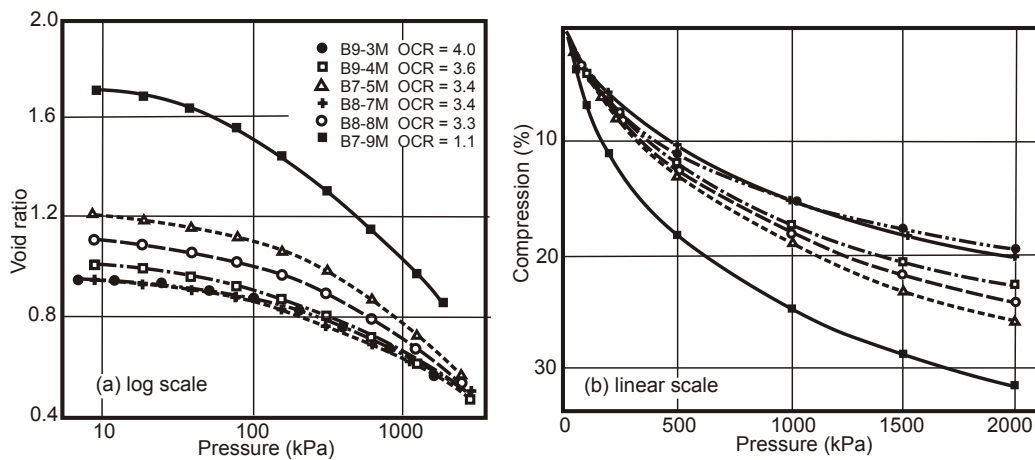 2.0
1.6
1.2
0.8
0.4
Void ratio
B9-3M OCR = 4.0
B9-4M OCR = 3.6
B7-5M OCR = 3.4
B8-7M OCR = 3.4
B8-8M OCR = 3.3
B7-9M OCR = 1.1
(a) log scale
10 100 1000
Pressure (kPa)
10
20
30
Compression (%)
(b) linear scale
0 500 1000 1500 2000
Pressure (kPa)